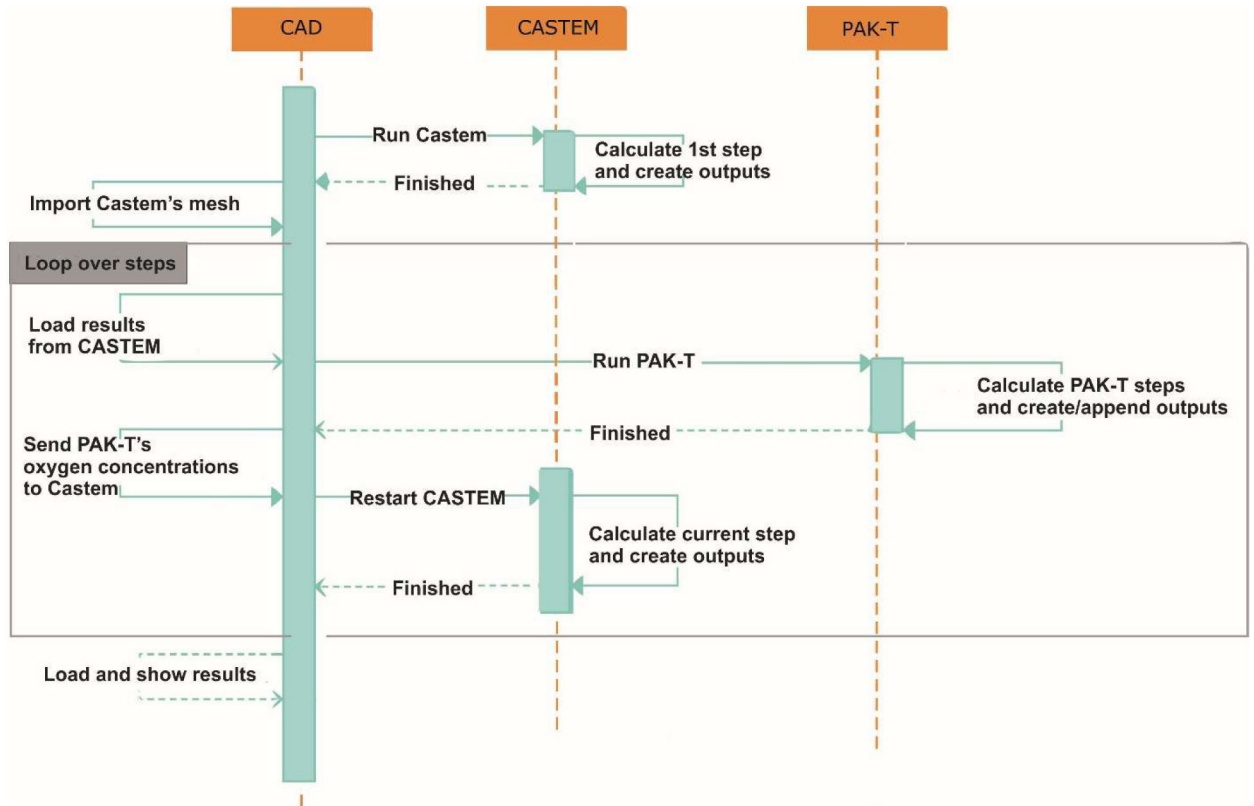 CAD
CASTEM
PAK-T
Run Castem
Calculate 1st step
and create outputs
Finished
Import Castem's mesh
Loop over steps
Load results
from CASTEM
Run PAK-T
Calculate PAK-T steps
and create/append outputs
Finished
Send PAK-T's
oxygen concentrations
to Castem
Restart CASTEM
Calculate current step
and create outputs
Finished
Load and show results